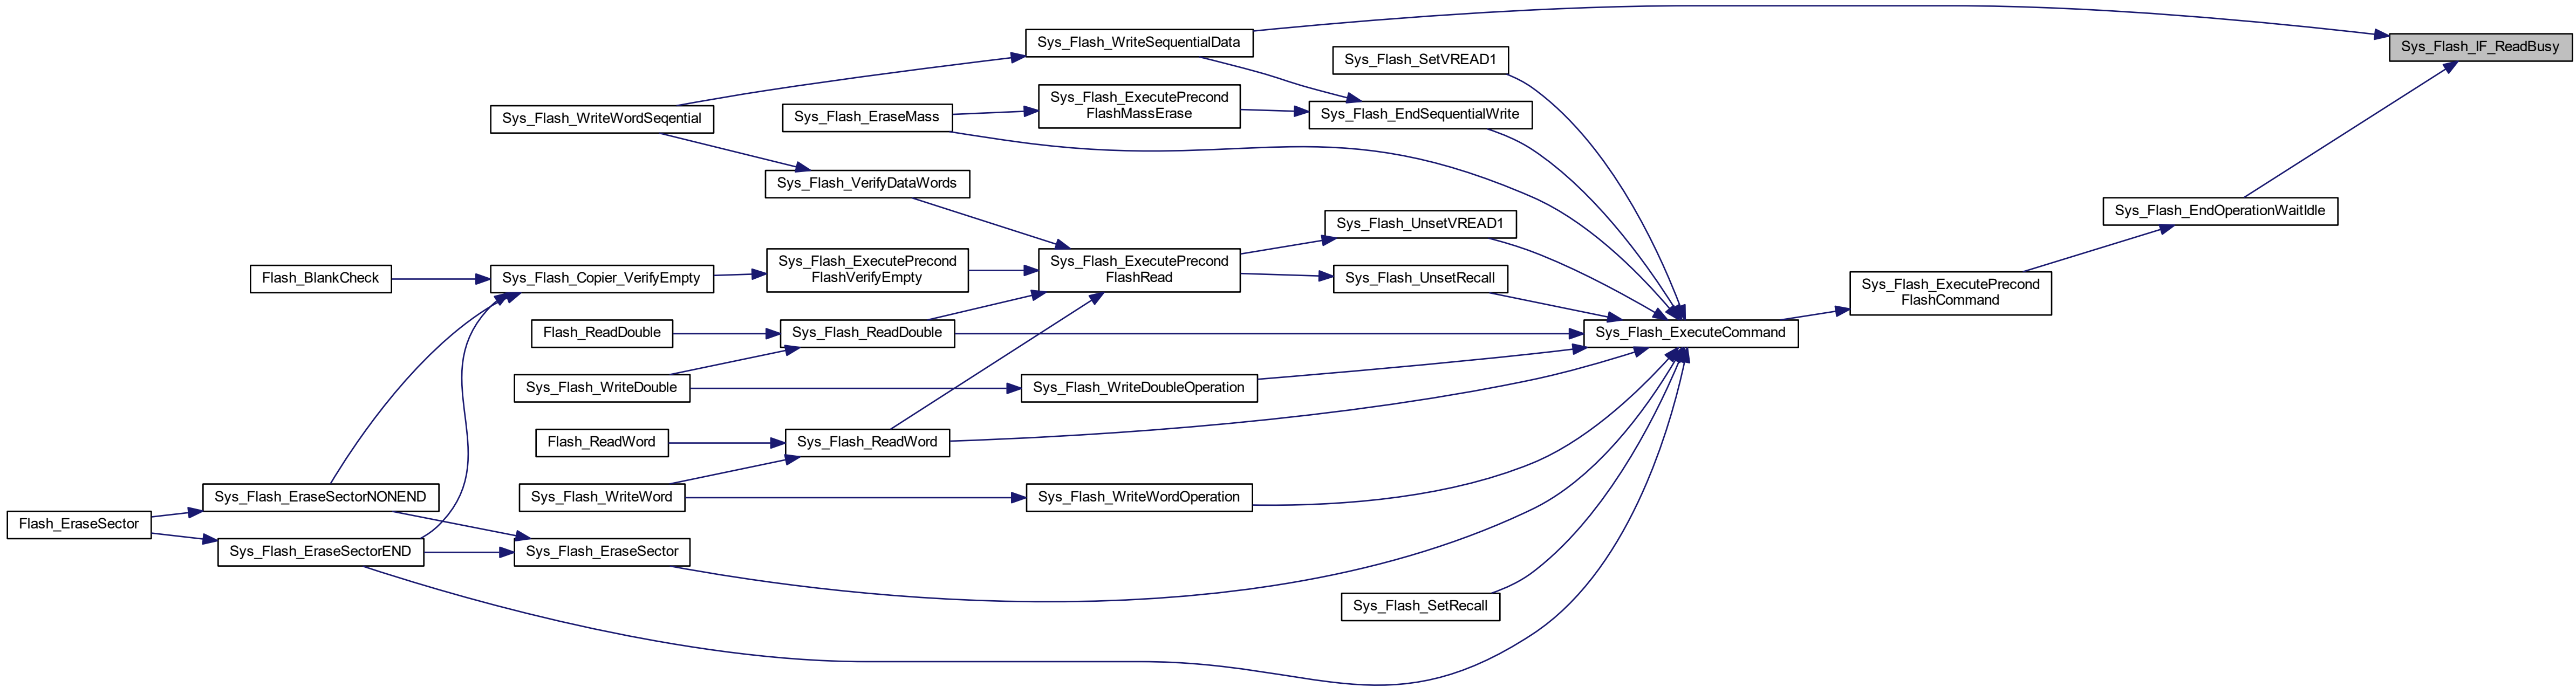 Sys_Flash_IF_ReadBusy
Sys_Flash_WriteSequentialData
Sys_Flash_SetVREAD1
Sys_Flash_ExecutePrecond
FlashMassErase
Sys_Flash_EraseMass
Sys_Flash_EndSequentialWrite
Sys_Flash_WriteWordSeqential
Sys_Flash_VerifyDataWords
Sys_Flash_UnsetVREAD1
Sys_Flash_EndOperationWaitIdle
Flash_BlankCheck
Sys_Flash_Copier_VerifyEmpty
Sys_Flash_ExecutePrecond
FlashVerifyEmpty
Sys_Flash_ExecutePrecond
FlashRead
Sys_Flash_UnsetRecall
Sys_Flash_ExecutePrecond
FlashCommand
Flash_ReadDouble
Sys_Flash_ReadDouble
Sys_Flash_ExecuteCommand
Sys_Flash_WriteDouble
Sys_Flash_WriteDoubleOperation
Flash_ReadWord
Sys_Flash_ReadWord
Sys_Flash_EraseSectorNONEND
Sys_Flash_WriteWord
Sys_Flash_WriteWordOperation
Flash_EraseSector
Sys_Flash_EraseSectorEND
Sys_Flash_EraseSector
Sys_Flash_SetRecall